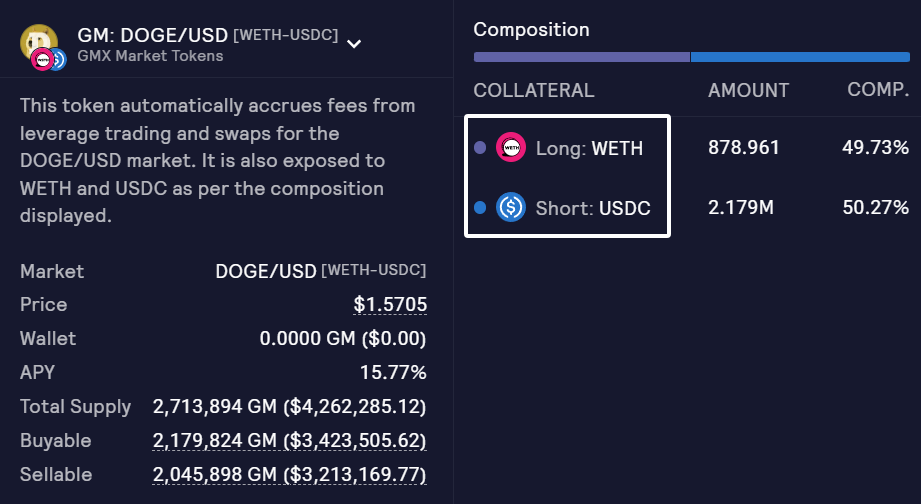 GM: DOGE/USD [WETH-USDC]
GMX Market Tokens
This token automatically accrues fees from
leverage trading and swaps for the
DOGE/USD market. It is also exposed to
WETH and USDC as per the composition
displayed.
Market DOGE/USD [WETH-USDC]
Price $1.5705
Wallet 0.0000 GM ($0.00)
APY 15.77%
Total Supply 2,713,894 GM ($4,262,285.12)
Buyable 2,179,824 GM ($3,423,505.62)
Sellable 2,045,898 GM ($3,213,169.77)
Composition
COLLATERAL AMOUNT COMP.
WETH Long: WETH 878.961 49.73%
Short: USDC 2.179M 50.27%